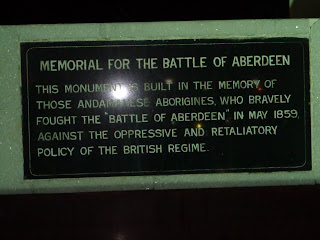 MEMORIAL FOR THE BATTLE OF ABERDEEN
THIS MONUMENT IS BUILT IN THE MEMORY OF
THOSE ANDAMANESE ABORIGINES, WHO BRAVELY
FOUGHT THE "BATTLE OF ABERDEEN" IN MAY 1859,
AGAINST THE OPPRESSIVE AND RETALIATORY
POLICY OF THE BRITISH REGIME.